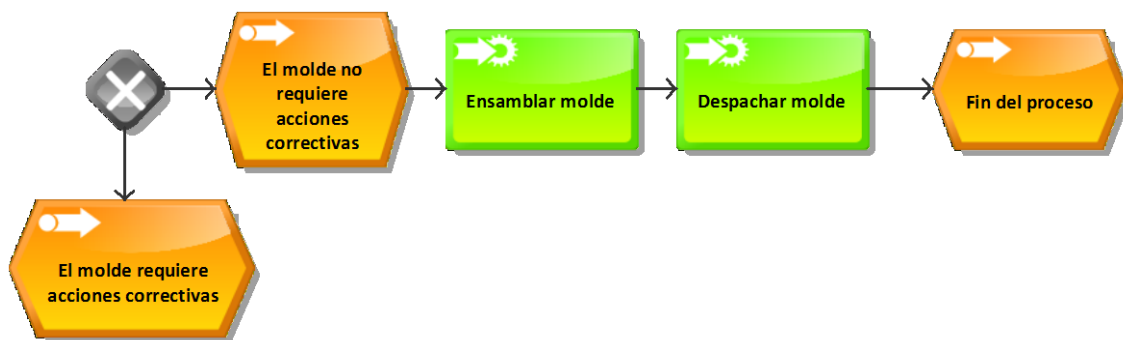 El molde no
requiere
acciones
correctivas
Ensamblar molde
Despachar molde
Fin del proceso
El molde requiere
acciones correctivas